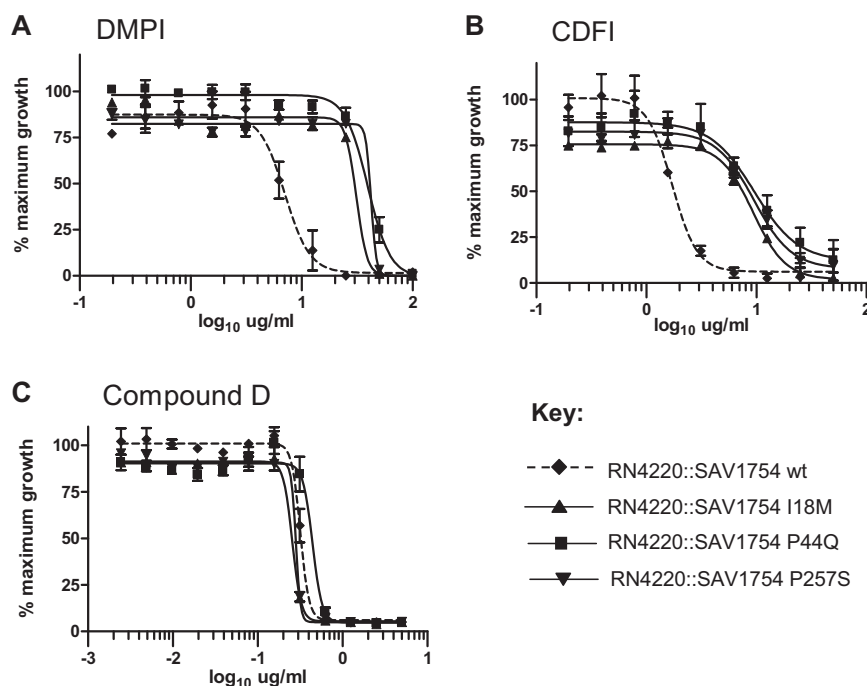 A
DMPI
% maximum growth
100
75
50
25
0
-1
0
1
2
log10 ug/ml
B
CDFI
% maximum growth
100
75
50
25
0
-1
0
1
2
log10 ug/ml
C
Compound D
% maximum growth
100
75
50
25
0
-3
-2
-1
0
1
log10 ug/ml
Key:
RN4220::SAV1754 wt
RN4220::SAV1754 I18M
RN4220::SAV1754 P44Q
RN4220::SAV1754 P257S